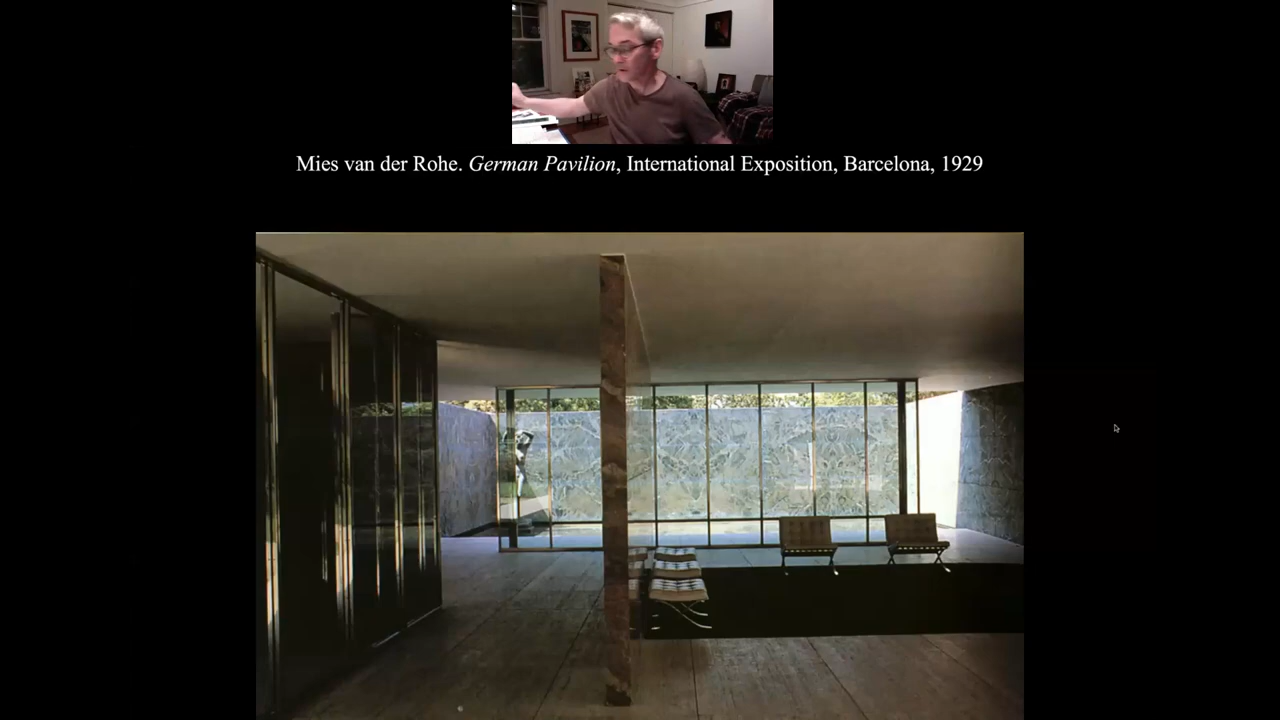 Mies van der Rohe. German Pavilion, International Exposition, Barcelona, 1929